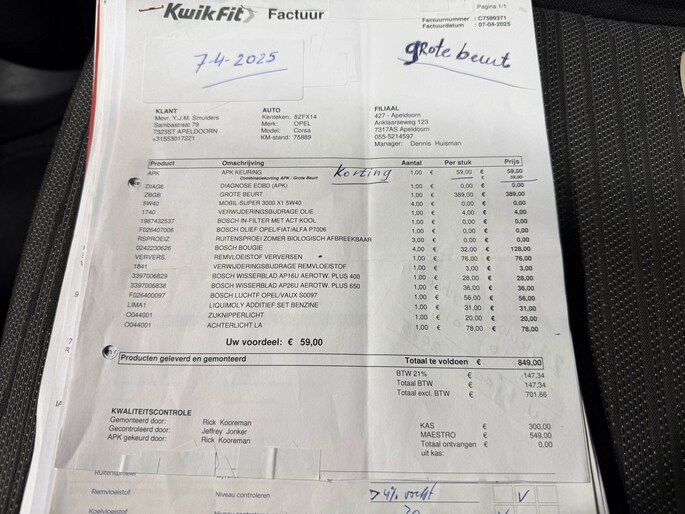 KwikFit Factuur
Pagina 1/1
Factuurnummer : C7589371
Factuurdatum : 07-04-2025
7-4-2025
grote beurt
KLANT
Mevr. Y.J.M. Smulders
Sambastraat 79
7323ST APELDOORN
+31553017221
AUTO
Kenteken: 8ZFX14
Merk: OPEL
Model: Corsa
KM-stand: 75889
FILIAAL
427 - Apeldoorn
Anklaarseweg 123
7317AS Apeldoorn
055-5214597
Manager: Dennis Huisman
Product Omschrijving Aantal Per stuk Prijs
APK APK KEURING 1,00 € 59,00 € 59,00
Combinatiekorting APK / Grote Beurt € 59,00-
Korting
DIAG6 DIAGNOSE EOBD (APK) 1,00 € 0,00 € 0,00
ZBGB GROTE BEURT 1,00 € 389,00 € 389,00
5W40 MOBIL-SUPER 3000 X1 5W40 4,00 € 0,00 € 0,00
1740 VERWIJDERINGSBIJDRAGE OLIE 1,00 € 4,00 € 4,00
1987432537 BOSCH IN-FILTER MET ACT KOOL 1,00 € 0,00 € 0,00
F026407006 BOSCH OLIEF OPEL/FIAT/ALFA P7006 1,00 € 0,00 € 0,00
RSPROEIZ RUITENSPROEI ZOMER BIOLOGISCH AFBREEKBAAR 3,00 € 0,00 € 0,00
0242230626 BOSCH BOUGIE 4,00 € 32,00 € 128,00
VERVERS. REMVLOEISTOF VERVERSEN 1,00 € 76,00 € 76,00
1841 VERWIJDERINGSBIJDRAGE REMVLOEISTOF 1,00 € 3,00 € 3,00
3397006829 BOSCH WISSERBLAD AP16U AEROTW. PLUS 400 1,00 € 28,00 € 28,00
3397006838 BOSCH WISSERBLAD AP26U AEROTW. PLUS 650 1,00 € 36,00 € 36,00
F026400097 BOSCH LUCHTF OPEL/VAUX S0097 1,00 € 56,00 € 56,00
LIMA1 LIQUIMOLY ADDITIEF SET BENZINE 1,00 € 31,00 € 31,00
O044001 ZIJKNIPPERLICHT 1,00 € 20,00 € 20,00
O044001 ACHTERLICHT LA 1,00 € 78,00 € 78,00
Uw voordeel: € 59,00
Producten geleverd en gemonteerd Totaal te voldoen € 849,00
BTW 21% € 147,34
Totaal BTW € 147,34
Totaal excl. BTW € 701,66
KWALITEITSCONTROLE
Gemonteerd door: Rick Kooreman
Gecontroleerd door: Jeffrey Jonker
APK gekeurd door: Rick Kooreman
KAS € 300,00
MAESTRO € 549,00
Totaal ontvangen € 0,00
uit kas:
Remvloeistof Niveau controleren >4% vocht
Koelvloeistof